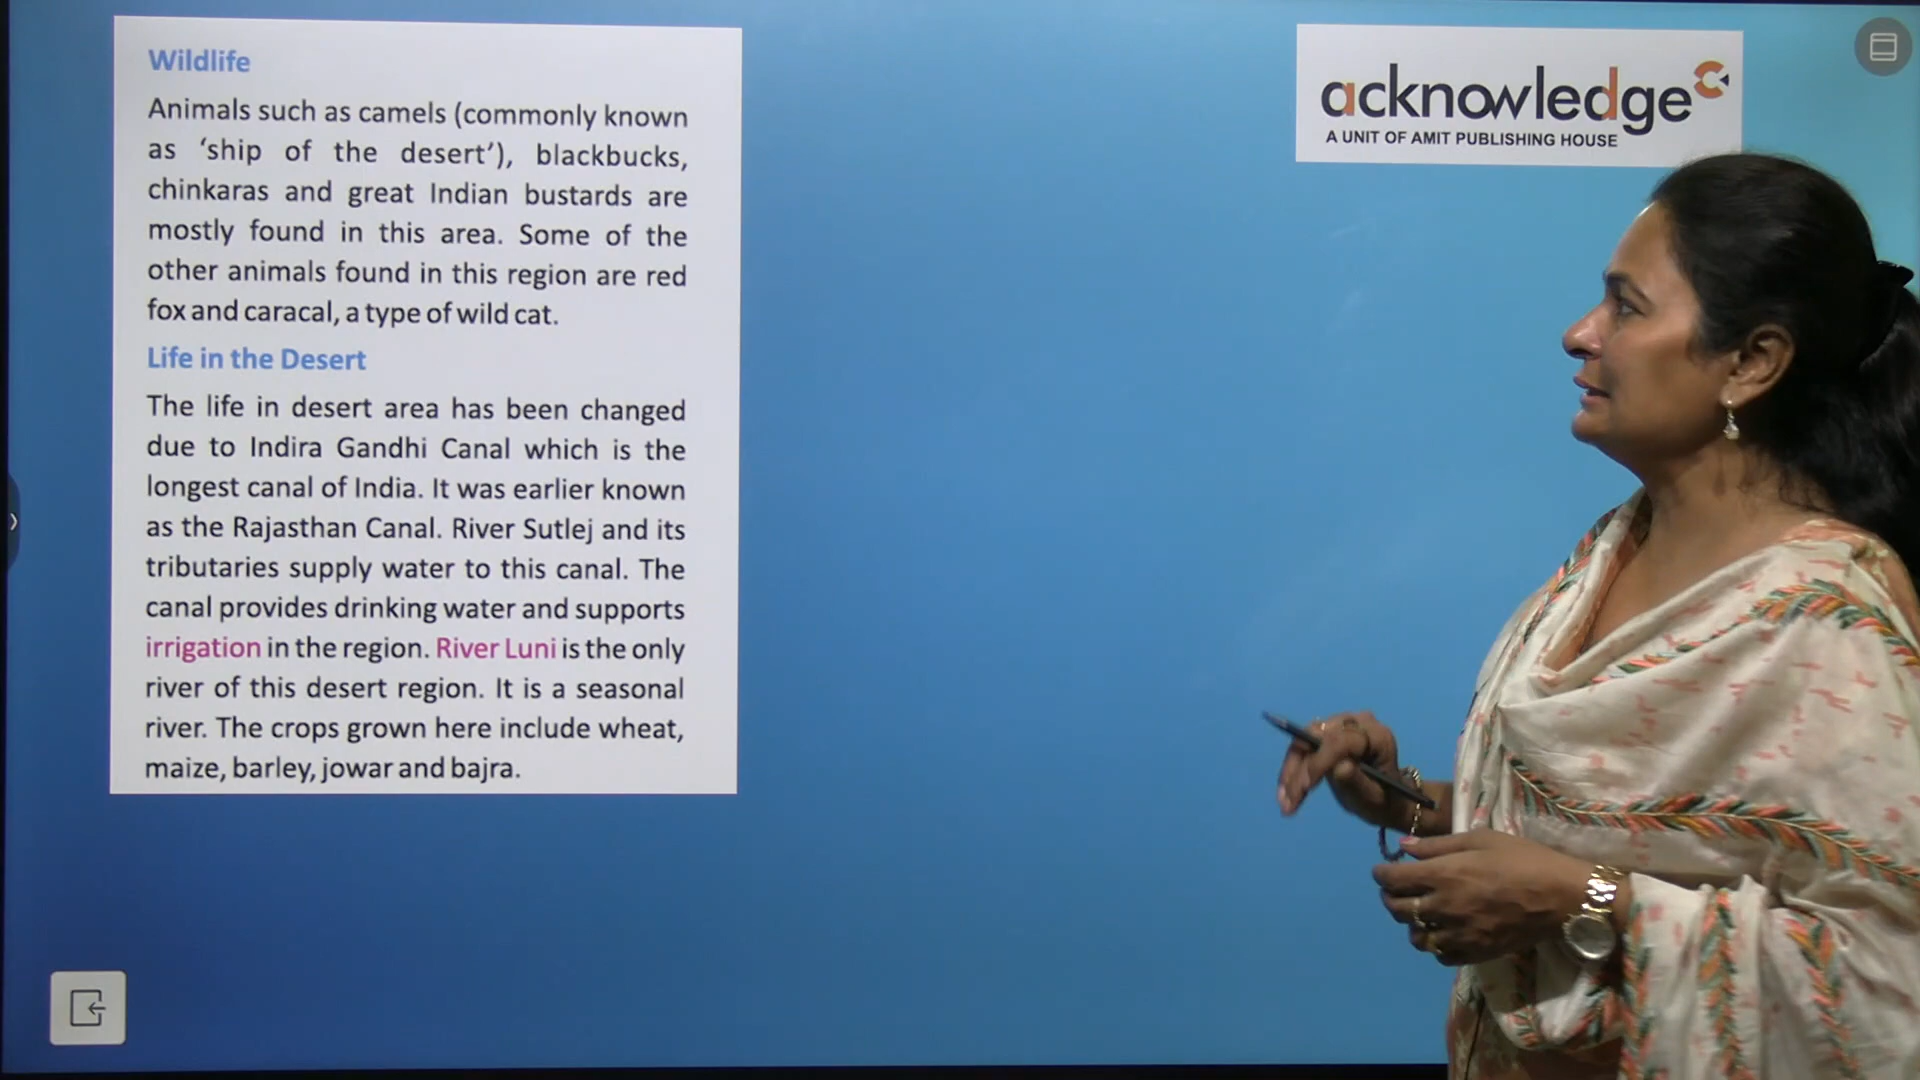 Wildlife
Animals such as camels (commonly known
as ‘ship of the desert’), blackbucks,
chinkaras and great Indian bustards are
mostly found in this area. Some of the
other animals found in this region are red
fox and caracal, a type of wild cat.
Life in the Desert
The life in desert area has been changed
due to Indira Gandhi Canal which is the
longest canal of India. It was earlier known
as the Rajasthan Canal. River Sutlej and its
tributaries supply water to this canal. The
canal provides drinking water and supports
irrigation in the region. River Luni is the only
river of this desert region. It is a seasonal
river. The crops grown here include wheat,
maize, barley, jowar and bajra.
acknowledge
A UNIT OF AMIT PUBLISHING HOUSE